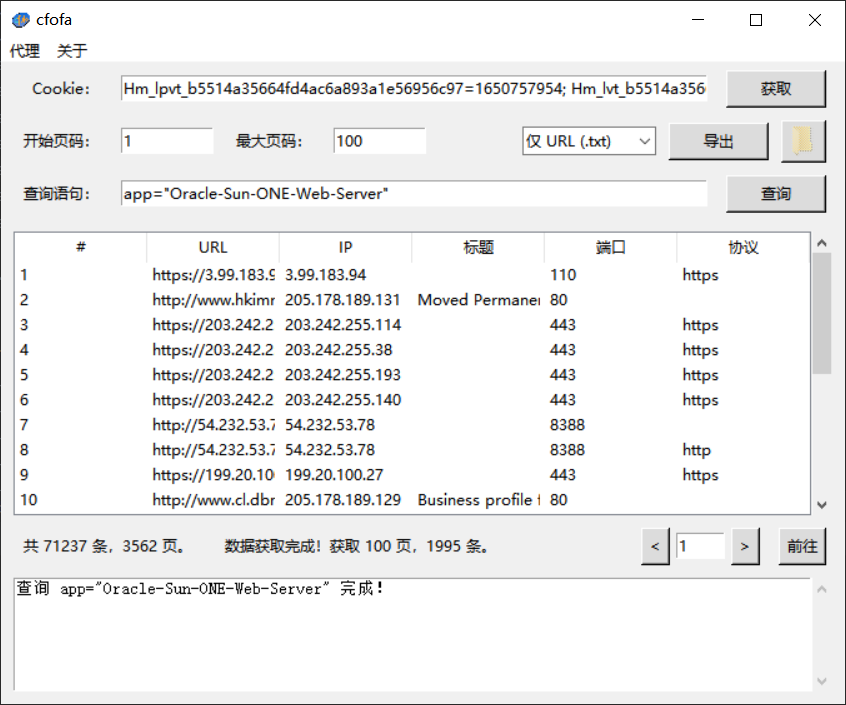 cfofa
代理 关于
Cookie: Hm_lpvt_b5514a35664fd4ac6a893a1e56956c97=1650757954; Hm_lvt_b5514a356 获取
开始页码: 1 最大页码: 100 仅 URL (.txt) 导出
查询语句: app="Oracle-Sun-ONE-Web-Server" 查询
# URL IP 标题 端口 协议
1 https://3.99.183.9 3.99.183.94 110 https
2 http://www.hkimr 205.178.189.131 Moved Permaner 80
3 https://203.242.2 203.242.255.114 443 https
4 https://203.242.2 203.242.255.38 443 https
5 https://203.242.2 203.242.255.193 443 https
6 https://203.242.2 203.242.255.140 443 https
7 http://54.232.53.7 54.232.53.78 8388
8 http://54.232.53.7 54.232.53.78 8388 http
9 https://199.20.10 199.20.100.27 443 https
10 http://www.cl.dbr 205.178.189.129 Business profile 80
共 71237 条，3562 页。 数据获取完成！获取 100 页，1995 条。 < 1 > 前往
查询 app="Oracle-Sun-ONE-Web-Server" 完成！